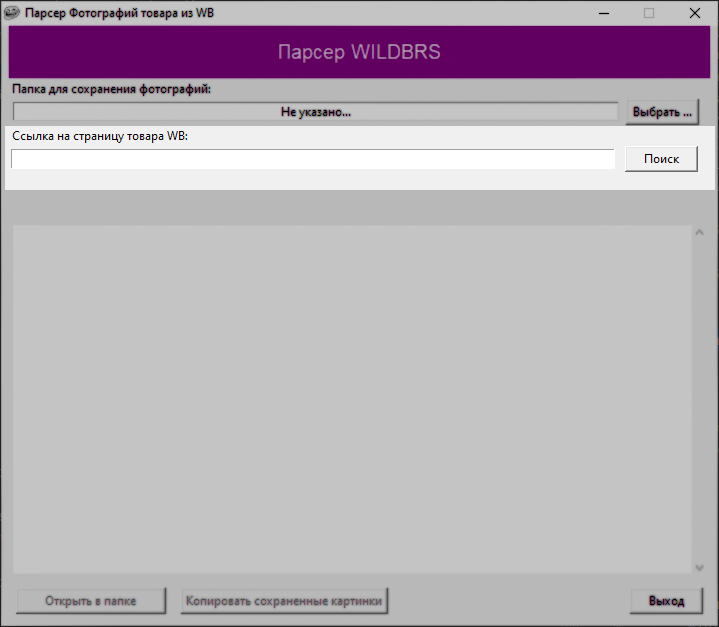 Парсер Фотографий товара из WB
Парсер WILDBRS
Папка для сохранения фотографий:
Не указано...
Выбрать ...
Ссылка на страницу товара WB:
Поиск
Открыть в папке
Копировать сохраненные картинки
Выход